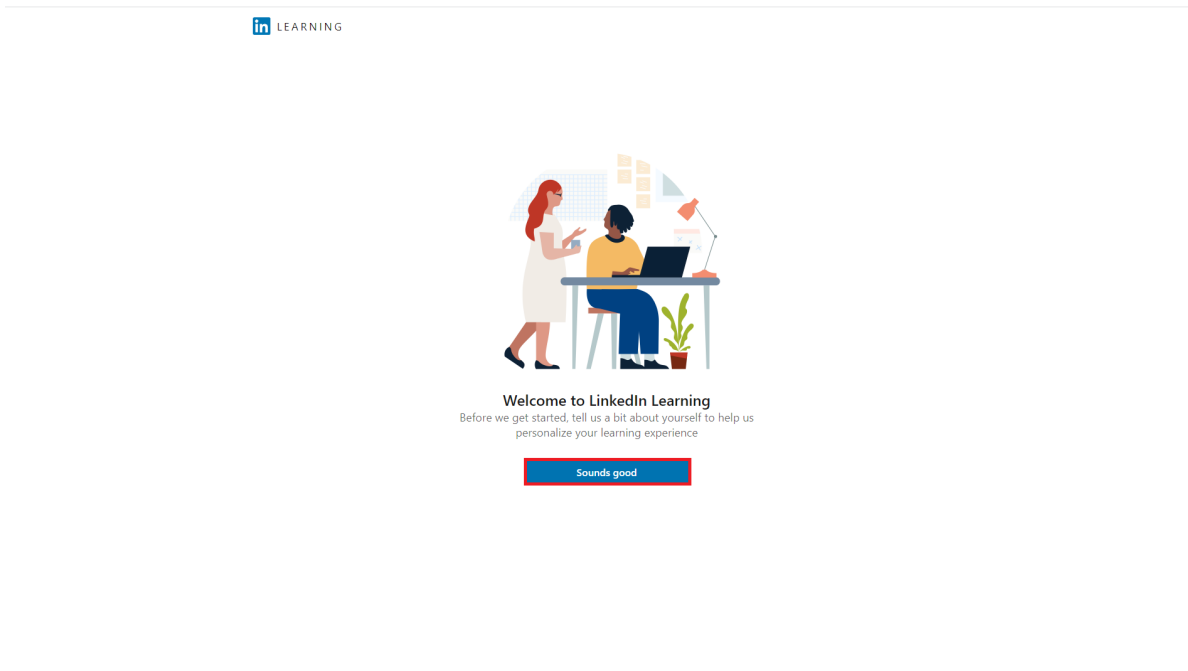 in LEARNING
Welcome to LinkedIn Learning
Before we get started, tell us a bit about yourself to help us
personalize your learning experience
Sounds good